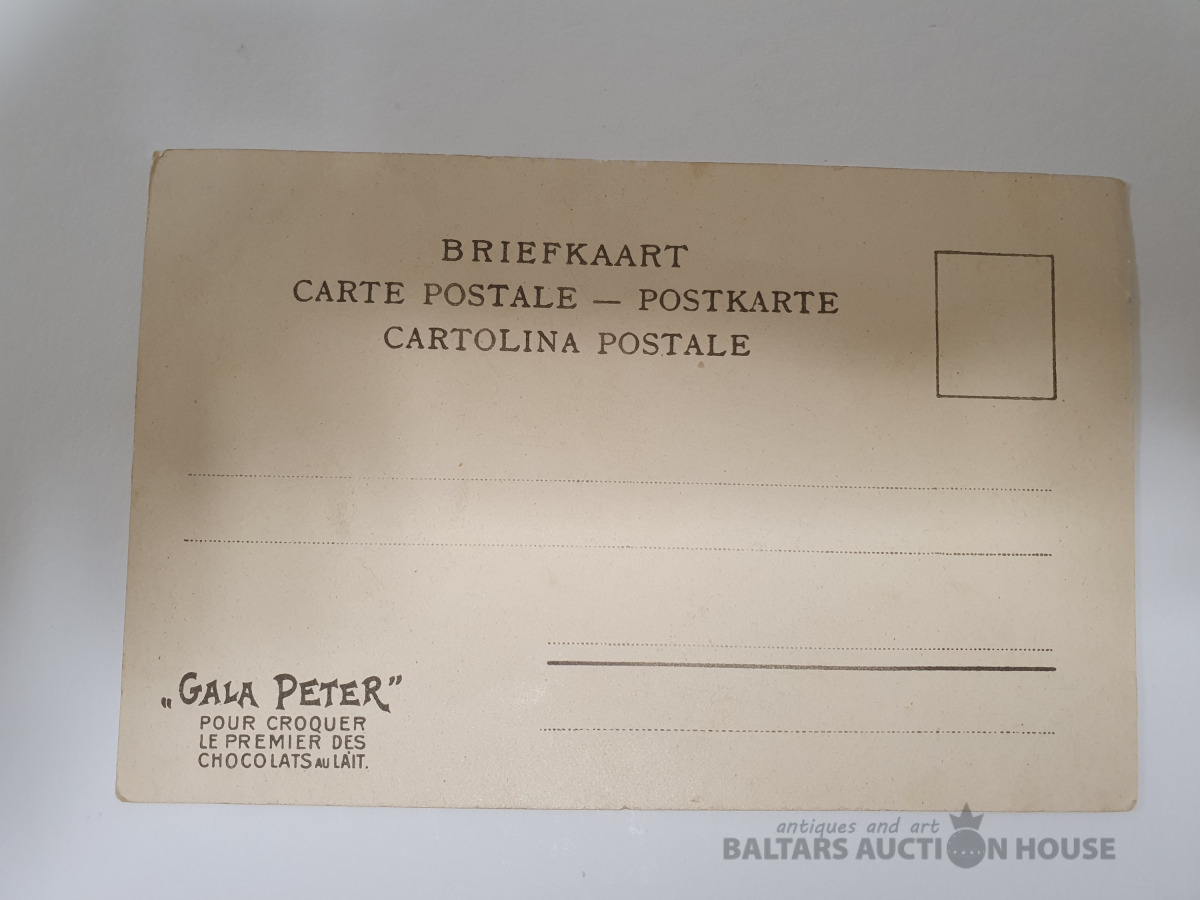 BRIEFKAART
CARTE POSTALE — POSTKARTE
CARTOLINA POSTALE
„GALA PETER”
POUR CROQUER
LE PREMIER DES
CHOCOLATS AU LAIT.
antiques and art
BALTARS AUCTION HOUSE